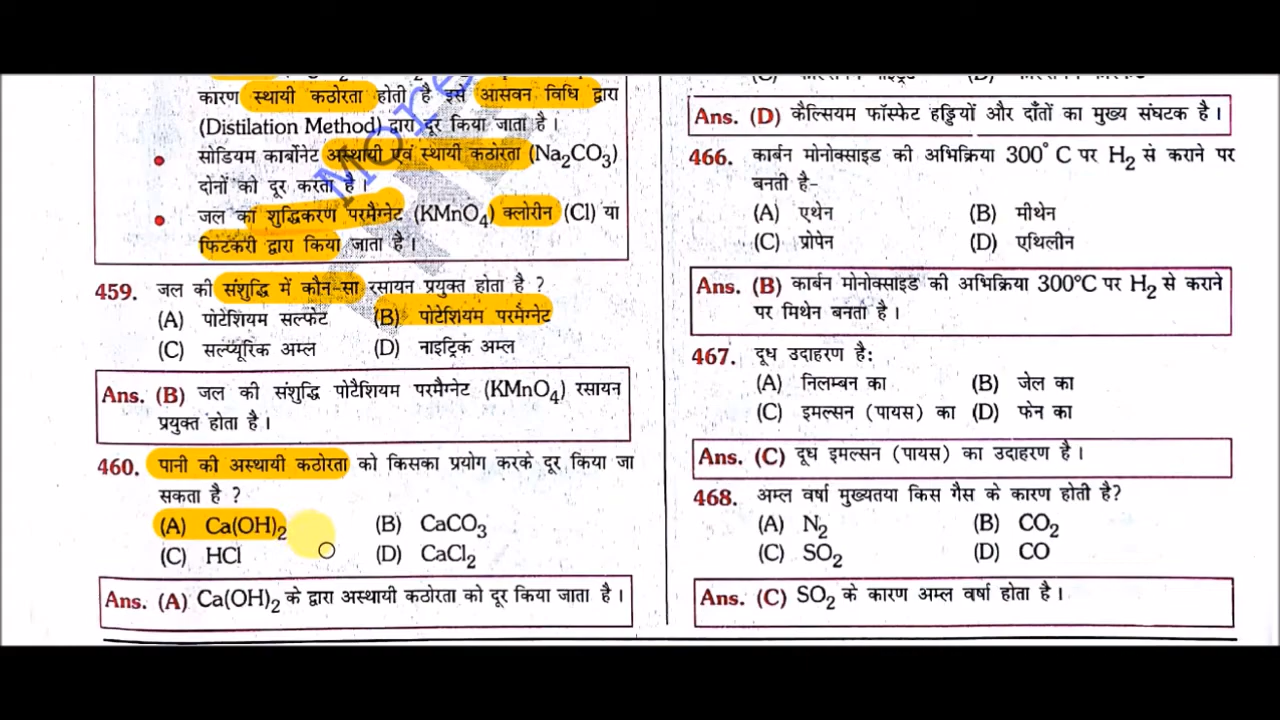 कारण स्थायी कठोरता होती है इसे आसवन विधि द्वारा
(Distilation Method) द्वारा दूर किया जाता है।
• सोडियम कार्बोनेट अस्थायी एवं स्थायी कठोरता (Na₂CO₃)
दोनों को दूर करता है।
• जल का शुद्धिकरण परमैग्नेट (KMnO₄) क्लोरीन (Cl) या
फिटकरी द्वारा किया जाता है।
459. जल की संशुद्धि में कौन-सा रसायन प्रयुक्त होता है ?
(A) पोटेशियम सल्फेट (B) पोटेशियम परमैग्नेट
(C) सल्फ्यूरिक अम्ल (D) नाइट्रिक अम्ल
Ans. (B) जल की संशुद्धि पोटैशियम परमैग्नेट (KMnO₄) रसायन
प्रयुक्त होता है।
460. पानी की अस्थायी कठोरता को किसका प्रयोग करके दूर किया जा
सकता है ?
(A) Ca(OH)₂ (B) CaCO₃
(C) HCl (D) CaCl₂
Ans. (A) Ca(OH)₂ के द्वारा अस्थायी कठोरता को दूर किया जाता है।
Ans. (D) कैल्सियम फॉस्फेट हड्डियों और दाँतों का मुख्य संघटक है।
466. कार्बन मोनोक्साइड की अभिक्रिया 300° C पर H₂ से कराने पर
बनती है-
(A) एथेन (B) मीथेन
(C) प्रोपेन (D) एथिलीन
Ans. (B) कार्बन मोनोक्साइड की अभिक्रिया 300°C पर H₂ से कराने
पर मिथेन बनता है।
467. दूध उदाहरण है:
(A) निलम्बन का (B) जेल का
(C) इमल्सन (पायस) का (D) फेन का
Ans. (C) दूध इमल्सन (पायस) का उदाहरण है।
468. अम्ल वर्षा मुख्यतया किस गैस के कारण होती है?
(A) N₂ (B) CO₂
(C) SO₂ (D) CO
Ans. (C) SO₂ के कारण अम्ल वर्षा होता है।